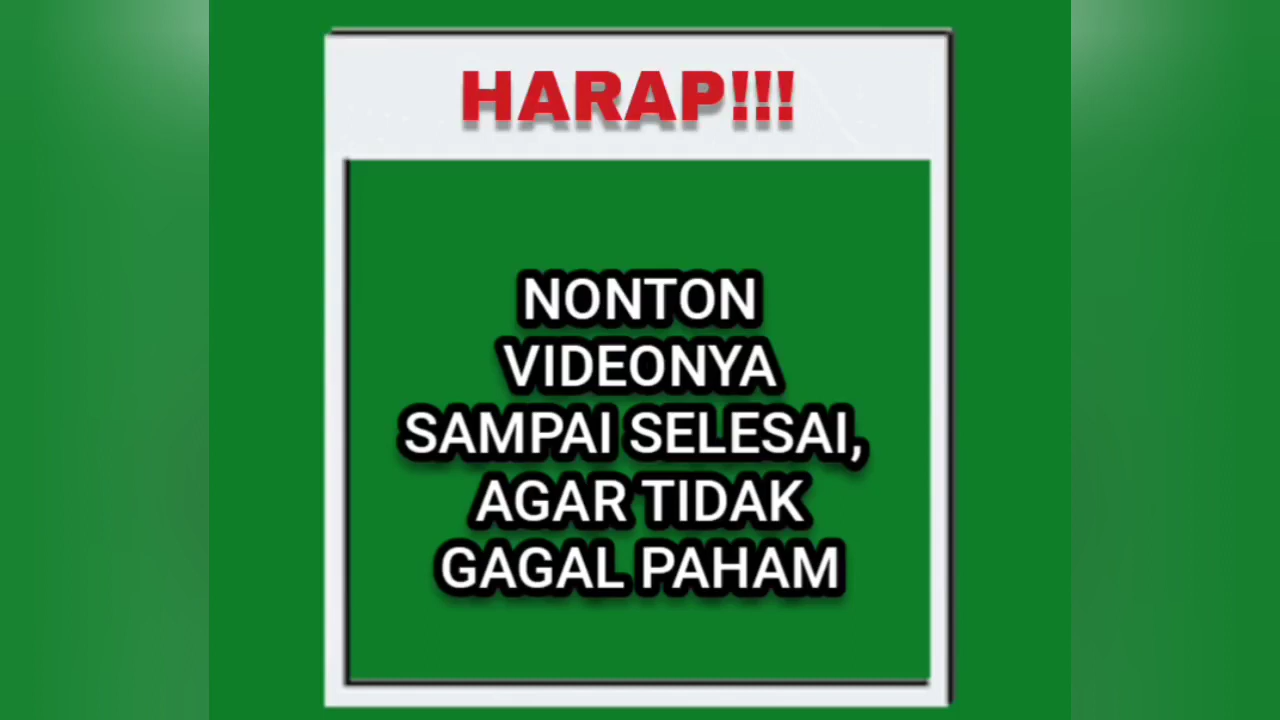 HARAP!!!
NONTON
VIDEONYA
SAMPAI SELESAI,
AGAR TIDAK
GAGAL PAHAM